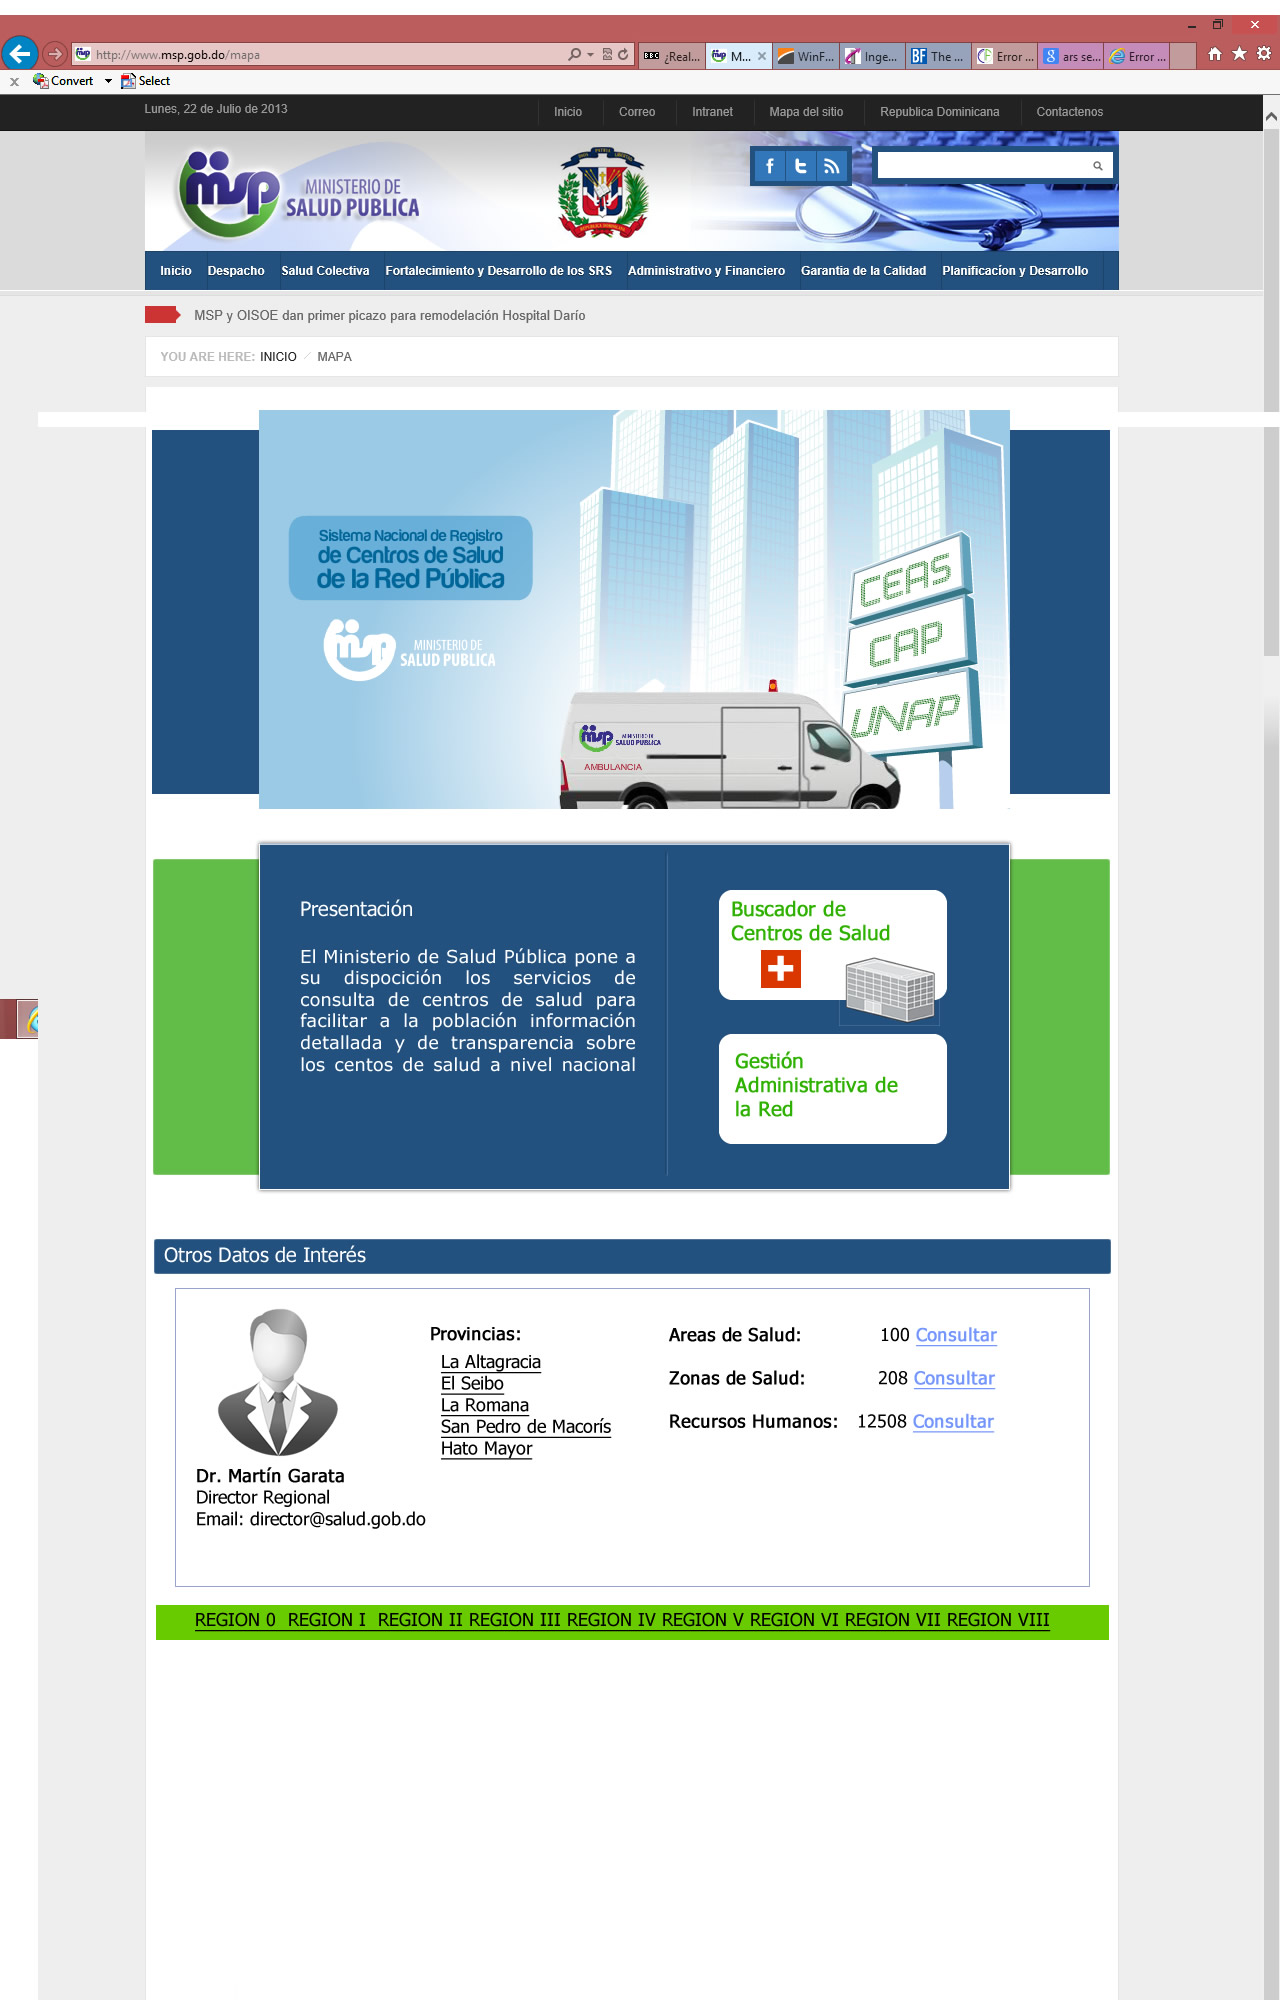 http://www.msp.gob.do/mapa
¿Real...
M...
WinF...
Inge...
The ...
Error ...
ars se...
Error ...
Convert
Select
Lunes, 22 de Julio de 2013
Inicio
Correo
Intranet
Mapa del sitio
Republica Dominicana
Contactenos
msp MINISTERIO DE
SALUD PUBLICA
Inicio
Despacho
Salud Colectiva
Fortalecimiento y Desarrollo de los SRS
Administrativo y Financiero
Garantia de la Calidad
Planificacíon y Desarrollo
MSP y OISOE dan primer picazo para remodelación Hospital Darío
YOU ARE HERE: INICIO / MAPA
Sistema Nacional de Registro
de Centros de Salud
de la Red Pública
msp MINISTERIO DE
SALUD PUBLICA
CEAS
CAP
UNAP
msp MINISTERIO DE
SALUD PUBLICA
AMBULANCIA
Presentación
El Ministerio de Salud Pública pone a
su dispocición los servicios de
consulta de centros de salud para
facilitar a la población información
detallada y de transparencia sobre
los centos de salud a nivel nacional
Buscador de
Centros de Salud
Gestión
Administrativa de
la Red
Otros Datos de Interés
Dr. Martín Garata
Director Regional
Email: director@salud.gob.do
Provincias:
La Altagracia
El Seibo
La Romana
San Pedro de Macorís
Hato Mayor
Areas de Salud: 100 Consultar
Zonas de Salud: 208 Consultar
Recursos Humanos: 12508 Consultar
REGION 0 REGION I REGION II REGION III REGION IV REGION V REGION VI REGION VII REGION VIII